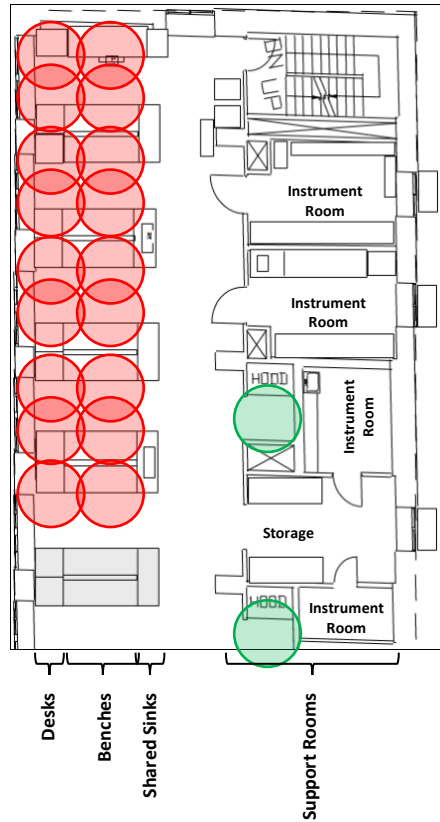 DN
UP
Instrument
Room
Instrument
Room
HOOD
Instrument
Room
Storage
HOOD
Instrument
Room
Desks
Benches
Shared Sinks
Support Rooms